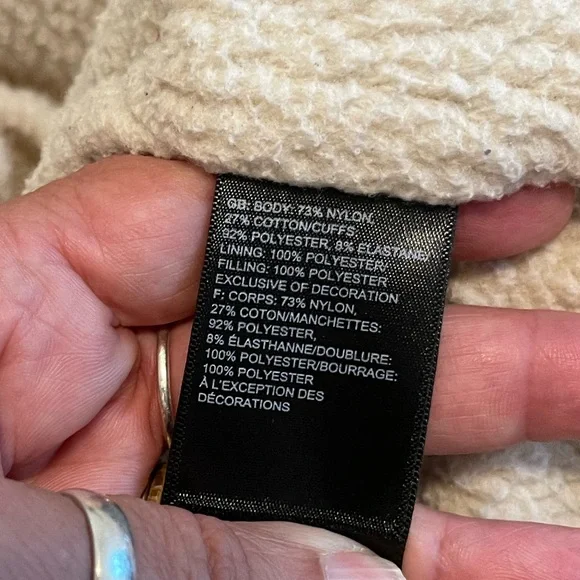 GB: BODY: 73% NYLON,
27% COTTON/CUFFS,
92% POLYESTER, 8% ELASTANE/
LINING: 100% POLYESTER,
FILLING: 100% POLYESTER
EXCLUSIVE OF DECORATION
F: CORPS: 73% NYLON,
27% COTON/MANCHETTES:
92% POLYESTER,
8% ÉLASTHANNE/DOUBLURE:
100% POLYESTER/BOURRAGE:
100% POLYESTER
À L'EXCEPTION DES
DÉCORATIONS